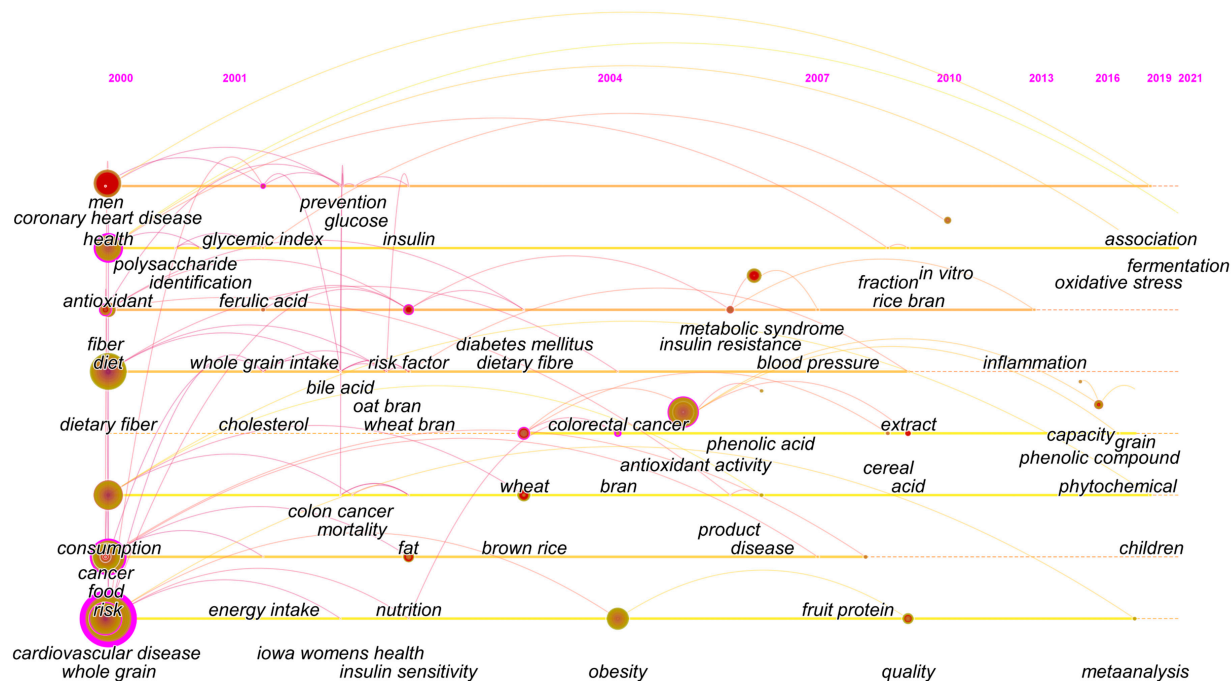 2000 2001 2004 2007 2010 2013 2016 2019 2021
men prevention
coronary heart disease glucose
health glycemic index insulin association
polysaccharide fermentation
identification fraction in vitro oxidative stress
antioxidant ferulic acid rice bran
metabolic syndrome
fiber diabetes mellitus insulin resistance
diet whole grain intake risk factor dietary fibre blood pressure inflammation
bile acid
oat bran
dietary fiber cholesterol wheat bran colorectal cancer extract capacity
phenolic acid grain
phenolic compound
antioxidant activity cereal
wheat bran acid phytochemical
colon cancer
mortality product
consumption fat brown rice disease children
cancer
food
risk energy intake nutrition fruit protein
cardiovascular disease iowa womens health
whole grain insulin sensitivity obesity quality metaanalysis